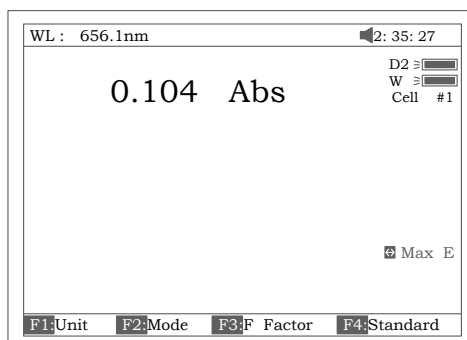 WL : 656.1nm 2: 35: 27
D2
W
0.104 Abs
Cell #1
Max E
F1:Unit F2:Mode F3:F Factor F4:Standard